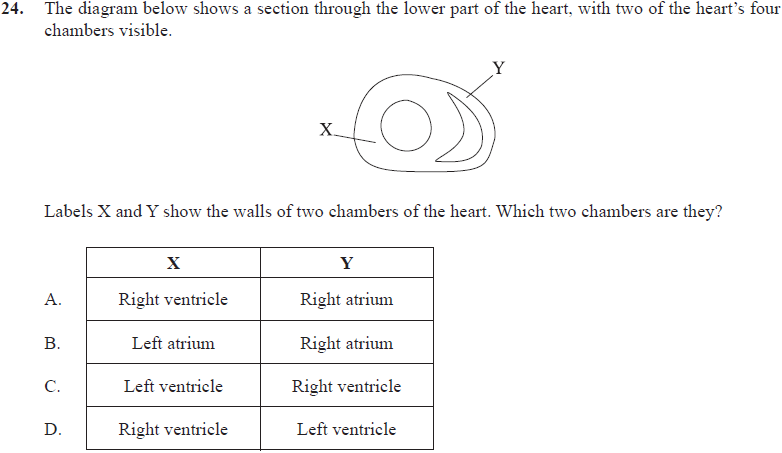 24. The diagram below shows a section through the lower part of the heart, with two of the heart's four
chambers visible.
Y
X
Labels X and Y show the walls of two chambers of the heart. Which two chambers are they?
X Y
A. Right ventricle Right atrium
B. Left atrium Right atrium
C. Left ventricle Right ventricle
D. Right ventricle Left ventricle